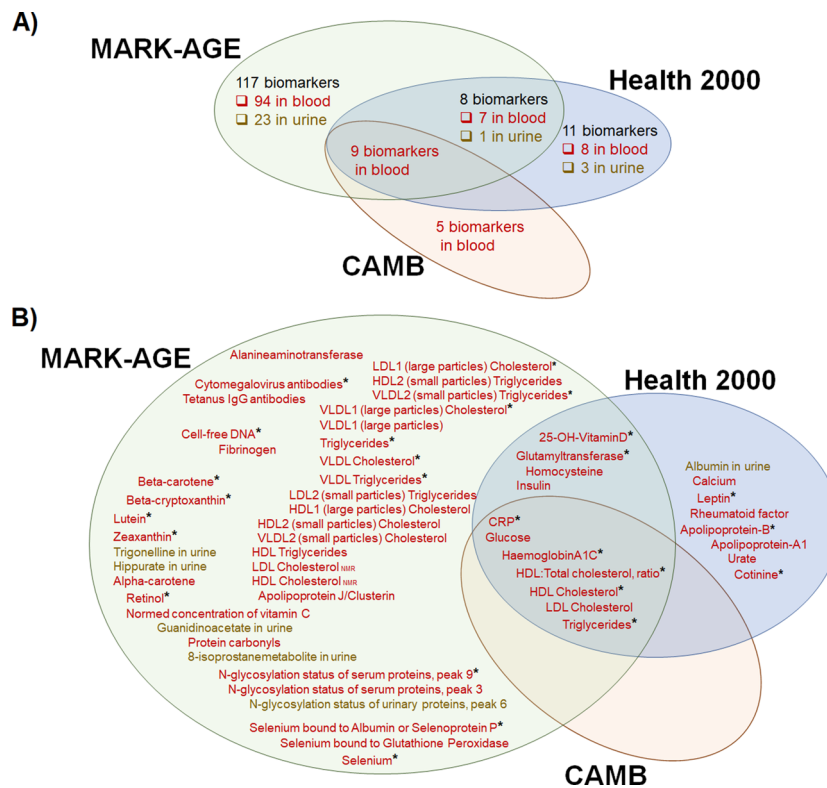 A)
MARK-AGE
Health 2000
117 biomarkers
❑ 94 in blood
❑ 23 in urine
8 biomarkers
❑ 7 in blood
❑ 1 in urine
11 biomarkers
❑ 8 in blood
❑ 3 in urine
9 biomarkers
in blood
5 biomarkers
in blood
CAMB
B)
MARK-AGE
Health 2000
Alanineaminotransferase
LDL1 (large particles) Cholesterol*
Cytomegalovirus antibodies*
HDL2 (small particles) Triglycerides
Tetanus IgG antibodies
VLDL2 (small particles) Triglycerides*
VLDL1 (large particles) Cholesterol*
VLDL1 (large particles)
Cell-free DNA*
Triglycerides*
Fibrinogen
VLDL Cholesterol*
Beta-carotene*
VLDL Triglycerides*
Beta-cryptoxanthin*
LDL2 (small particles) Triglycerides
HDL1 (large particles) Cholesterol
Lutein*
HDL2 (small particles) Cholesterol
Zeaxanthin*
VLDL2 (small particles) Cholesterol
Trigonelline in urine
HDL Triglycerides
Hippurate in urine
LDL Cholesterol NMR
Alpha-carotene
HDL Cholesterol NMR
Retinol*
Apolipoprotein J/Clusterin
Normed concentration of vitamin C
Guanidinoacetate in urine
Protein carbonyls
8-isoprostanemetabolite in urine
N-glycosylation status of serum proteins, peak 9*
N-glycosylation status of serum proteins, peak 3
N-glycosylation status of urinary proteins, peak 6
Selenium bound to Albumin or Selenoprotein P*
Selenium bound to Glutathione Peroxidase
Selenium*
25-OH-VitaminD*
Glutamyltransferase*
Homocysteine
Insulin
CRP*
Glucose
HaemoglobinA1C*
HDL:Total cholesterol, ratio*
HDL Cholesterol*
LDL Cholesterol
Triglycerides*
Albumin in urine
Calcium
Leptin*
Rheumatoid factor
Apolipoprotein-B*
Apolipoprotein-A1
Urate
Cotinine*
CAMB